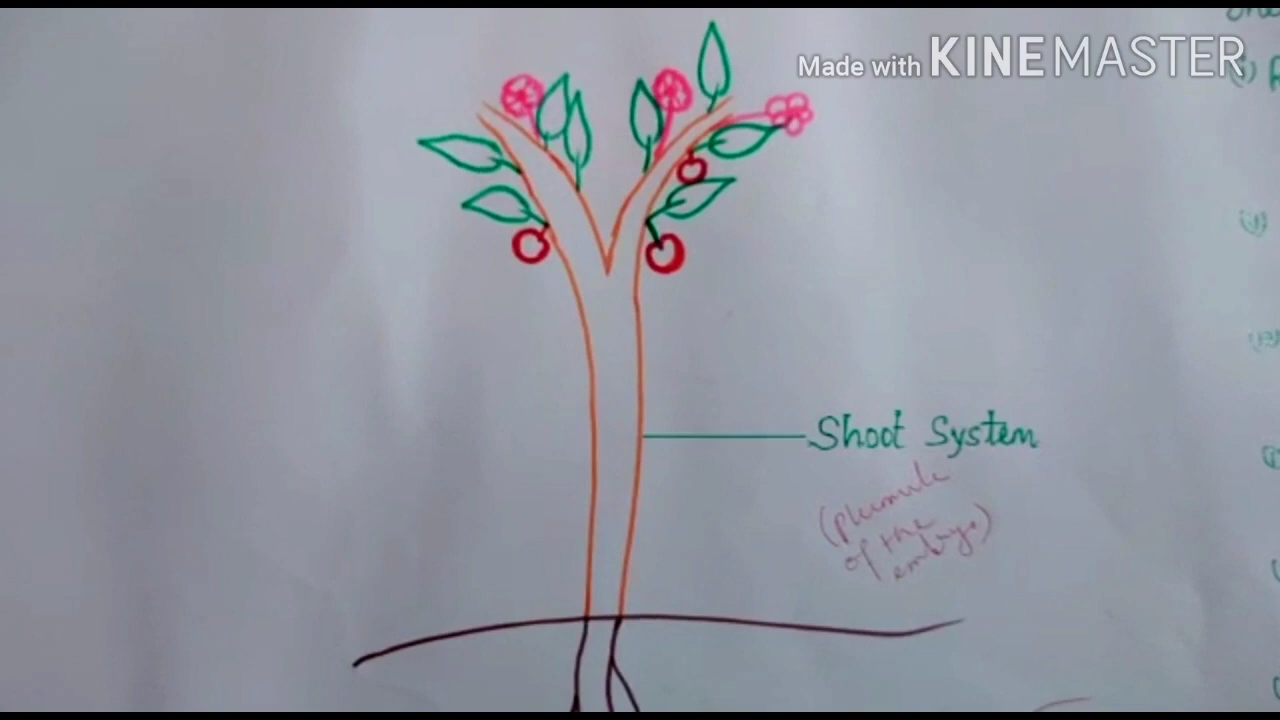 Made with KINEMASTER
Shoot System
(plumule
of the
embryo)